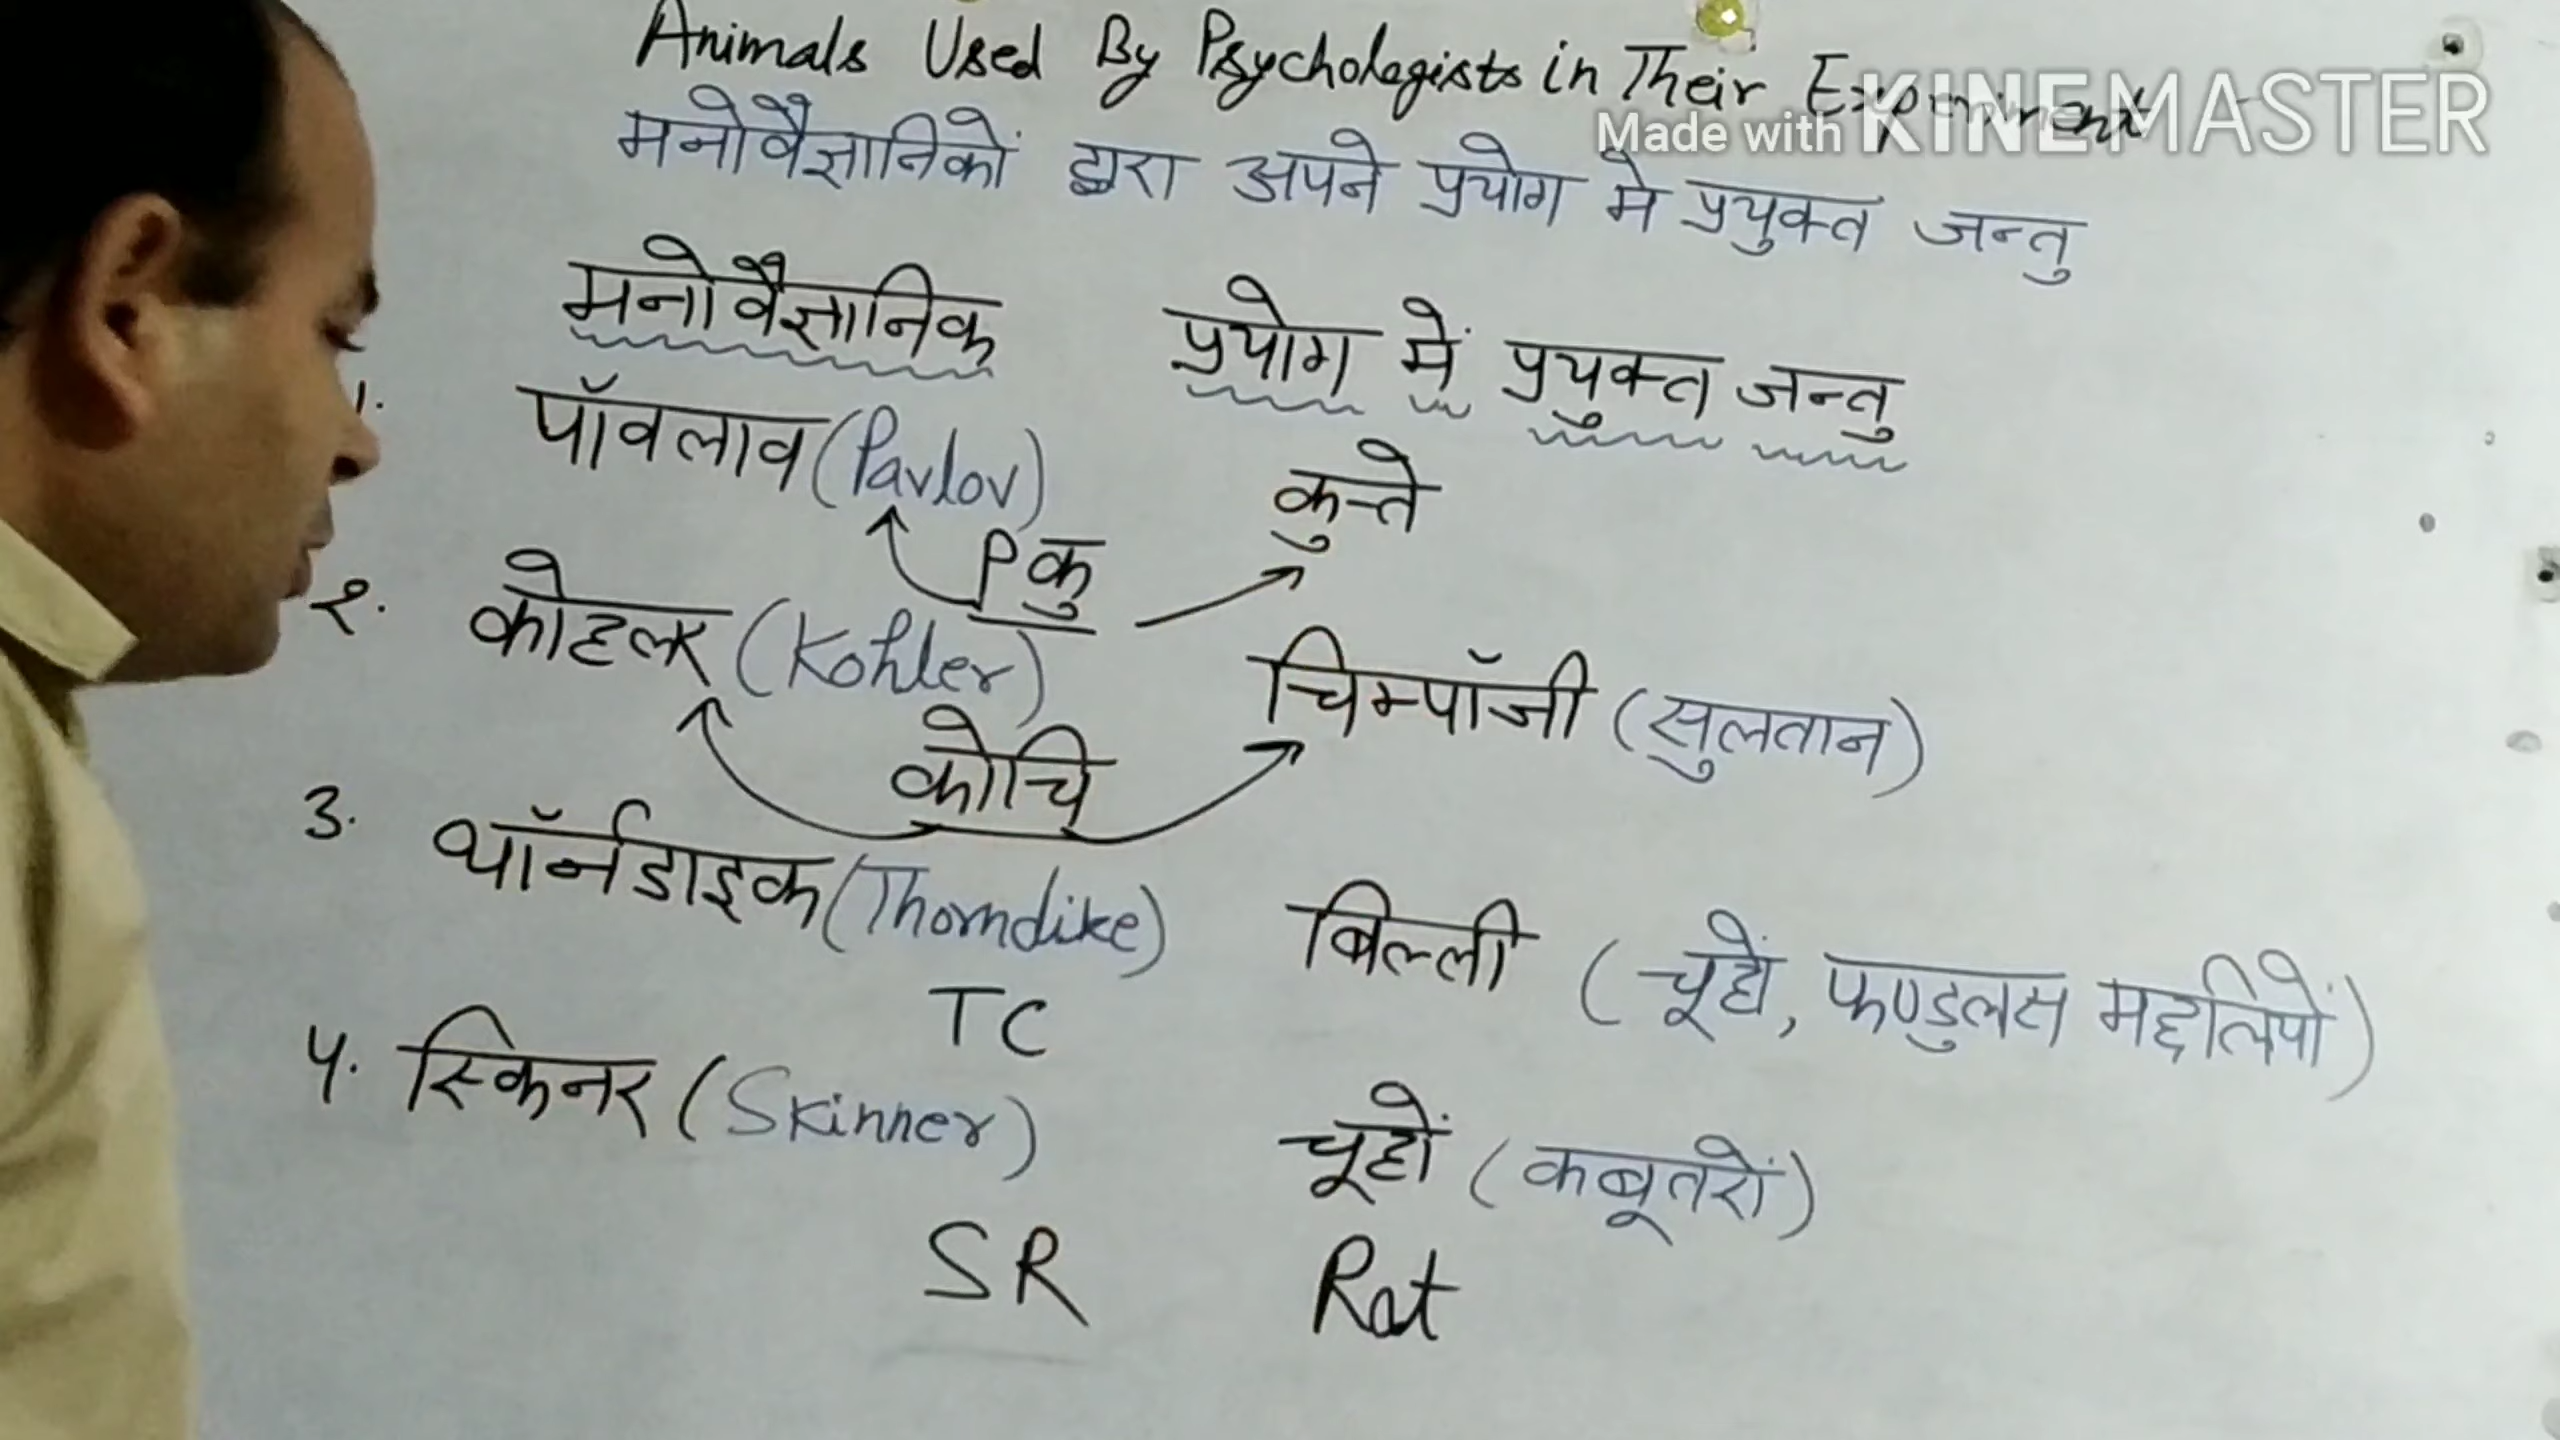 Animals Used By Psychologists in Their Experiment
Made with KINEMASTER
मनोवैज्ञानिकों द्वारा अपने प्रयोग मे प्रयुक्त जन्तु
मनोवैज्ञानिक प्रयोग में प्रयुक्त जन्तु
1. पॉवलाव (Pavlov) कुत्ते
P कु
२. कोहलर (Kohler) चिम्पॉजी (सुलतान)
कोचि
3. थॉर्नडाइक (Thorndike) बिल्ली (चूहों, फण्डुलस मछलियों)
TC
4. स्किनर (Skinner) चूहों (कबूतरों)
SR Rat